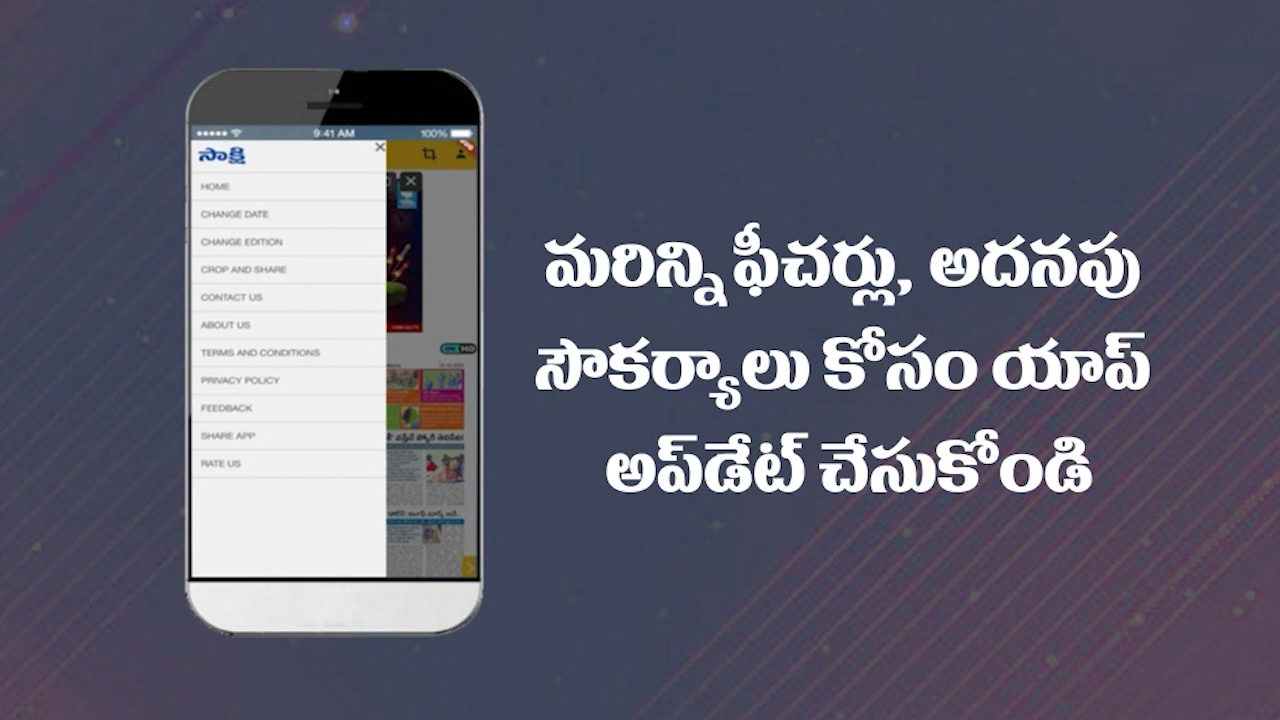 9:41 AM
100%
సాక్షి
HOME
CHANGE DATE
CHANGE EDITION
CROP AND SHARE
CONTACT US
ABOUT US
TERMS AND CONDITIONS
PRIVACY POLICY
FEEDBACK
SHARE APP
RATE US
HD
మరిన్ని ఫీచర్లు, అదనపు
సౌకర్యాలు కోసం యాప్
అప్‌డేట్ చేసుకోండి